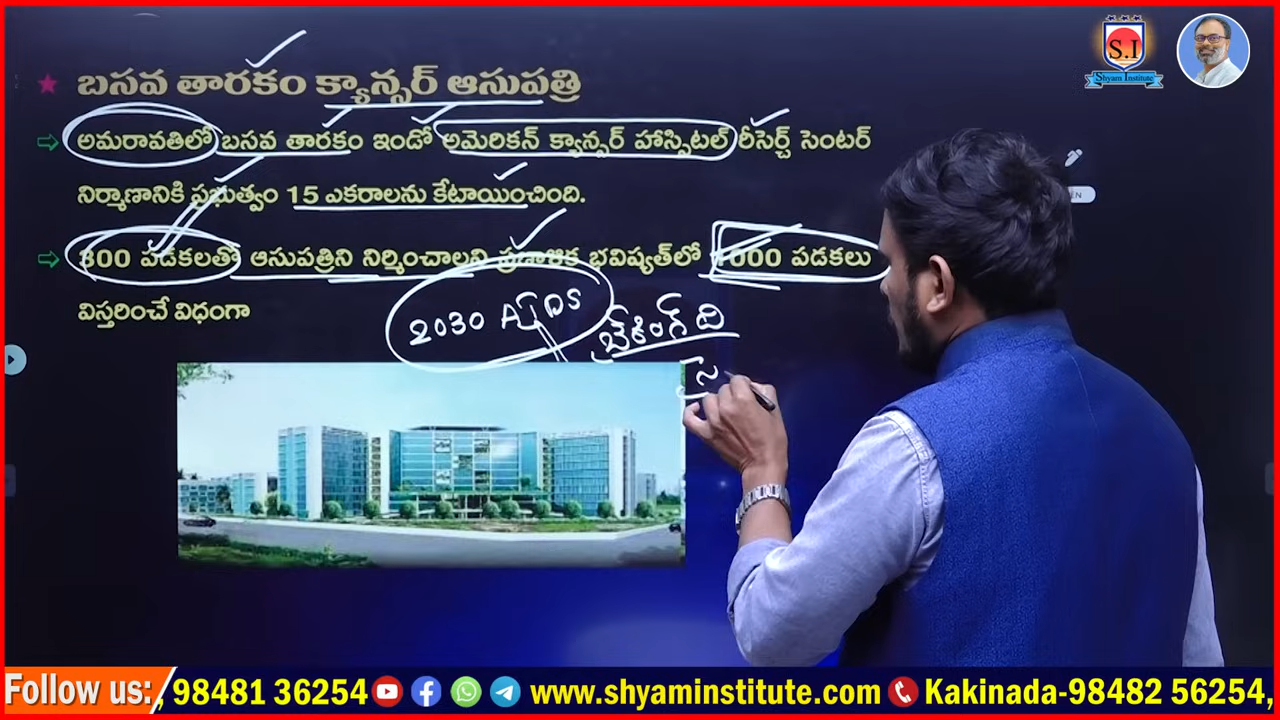 బసవ తారకం క్యాన్సర్ ఆసుపత్రి
అమరావతిలో బసవ తారకం ఇండో అమెరికన్ క్యాన్సర్ హాస్పిటల్ రీసెర్చ్ సెంటర్
నిర్మాణానికి ప్రభుత్వం 15 ఎకరాలను కేటాయించింది.
300 పడకలతో ఆసుపత్రిని నిర్మించాలని ప్రణాళిక భవిష్యత్‌లో 1000 పడకలు
విస్తరించే విధంగా
2030 AIDS
బ్రేకింగ్ ది
సై
S.I
Shyam Institute
Follow us: , 98481 36254 www.shyaminstitute.com Kakinada-98482 56254,